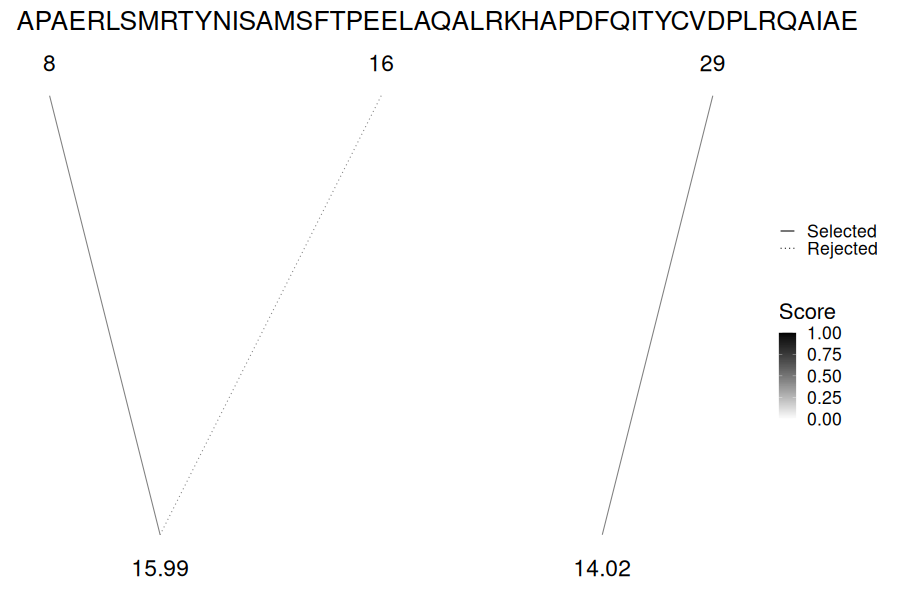 APAERLSMRTYNISAMSFTPEELAQALRKHAPDFQITYCVDPLRQAIAE
8 16 29
Selected
Rejected
Score
1.00
0.75
0.50
0.25
0.00
15.99 14.02